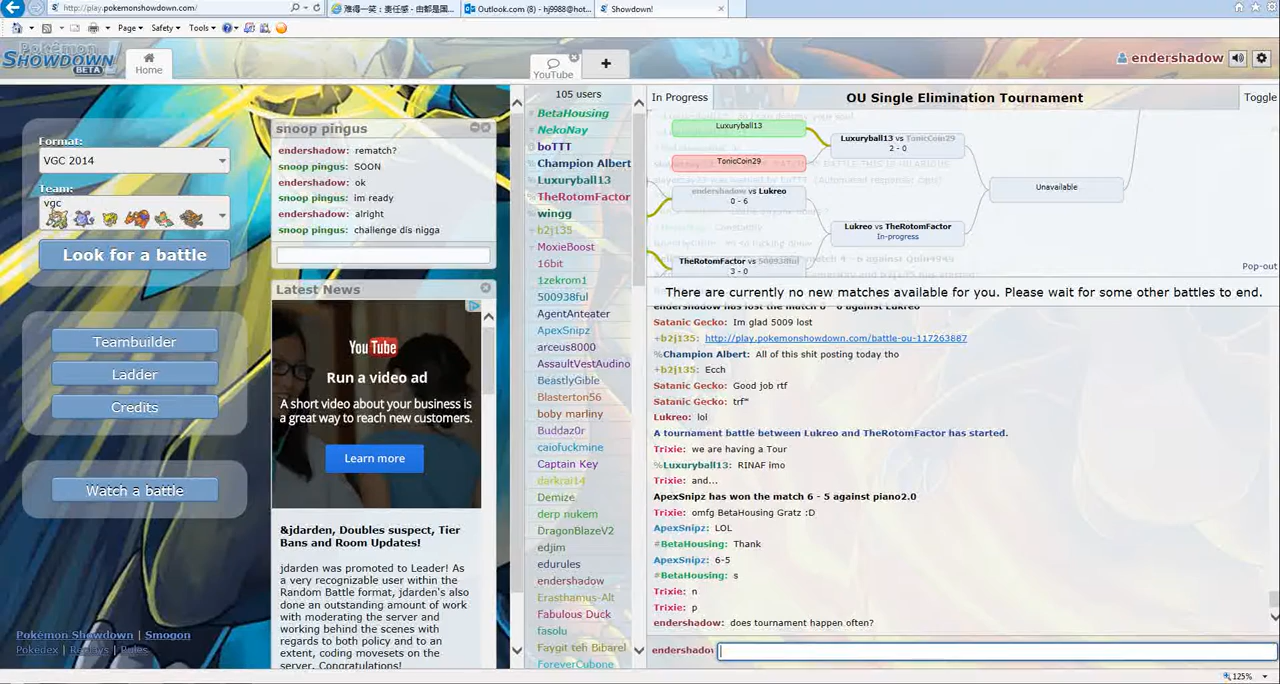 http://play.pokemonshowdown.com/
Outlook.com (8) - hj9988@hot...
Showdown!
Page
Safety
Tools
Pokémon
SHOWDOWN
BETA
Home
YouTube
endershadow
Format:
VGC 2014
Team:
vgc
Look for a battle
Teambuilder
Ladder
Credits
Watch a battle
Pokémon Showdown | Smogon
Pokedex | Replays | Rules
snoop pingus
endershadow: rematch?
snoop pingus: SOON
endershadow: ok
snoop pingus: im ready
endershadow: alright
snoop pingus: challenge dis nigga
Latest News
You Tube
Run a video ad
A short video about your business is
a great way to reach new customers.
Learn more
&jdarden, Doubles suspect, Tier
Bans and Room Updates!
jdarden was promoted to Leader! As
a very recognizable user within the
Random Battle format, jdarden's also
done an outstanding amount of work
with moderating the server and
working behind the scenes with
regards to both policy and to an
extent, coding movesets on the
server. Congratulations!
105 users
# BetaHousing
# NekoNay
boTTT
Champion Albert
Luxuryball13
TheRotomFactor
wingg
b2j135
MoxieBoost
16bit
1zekrom1
500938ful
AgentAnteater
ApexSnipz
arceus8000
AssaultVestAudino
BeastlyGible
Blasterton56
boby marliny
Buddaz0r
caiofuckmine
Captain Key
darkrai14
Demize.
derp nukem
DragonBlazeV2
edjim
edurules
endershadow
Erasthamus-Alt
Fabulous Duck
fasolu
Faygit teh Bibarel
ForeverCubone
In Progress
OU Single Elimination Tournament
Toggle
Luxuryball13
TonicCoin29
Luxuryball13 vs TonicCoin29
2 - 0
endershadow vs Lukreo
0 - 6
Unavailable
Lukreo vs TheRotomFactor
In-progress
TheRotomFactor vs 500938ful
3 - 0
Pop-out
There are currently no new matches available for you. Please wait for some other battles to end.
endershadow has lost the match 0 - 6 against Lukreo
Satanic Gecko: Im glad 5009 lost
+b2j135: http://play.pokemonshowdown.com/battle-ou-117263887
%Champion Albert: All of this shit posting today tho
+b2j135: Ecch
Satanic Gecko: Good job rtf
Satanic Gecko: trf"
Lukreo: lol
A tournament battle between Lukreo and TheRotomFactor has started.
Trixie: we are having a Tour
%Luxuryball13: RINAF imo
Trixie: and...
ApexSnipz has won the match 6 - 5 against piano2.0
Trixie: omfg BetaHousing Gratz :D
ApexSnipz: LOL
#BetaHousing: Thank
ApexSnipz: 6-5
#BetaHousing: s
Trixie: n
Trixie: p
endershadow: does tournament happen often?
endershadow
125%